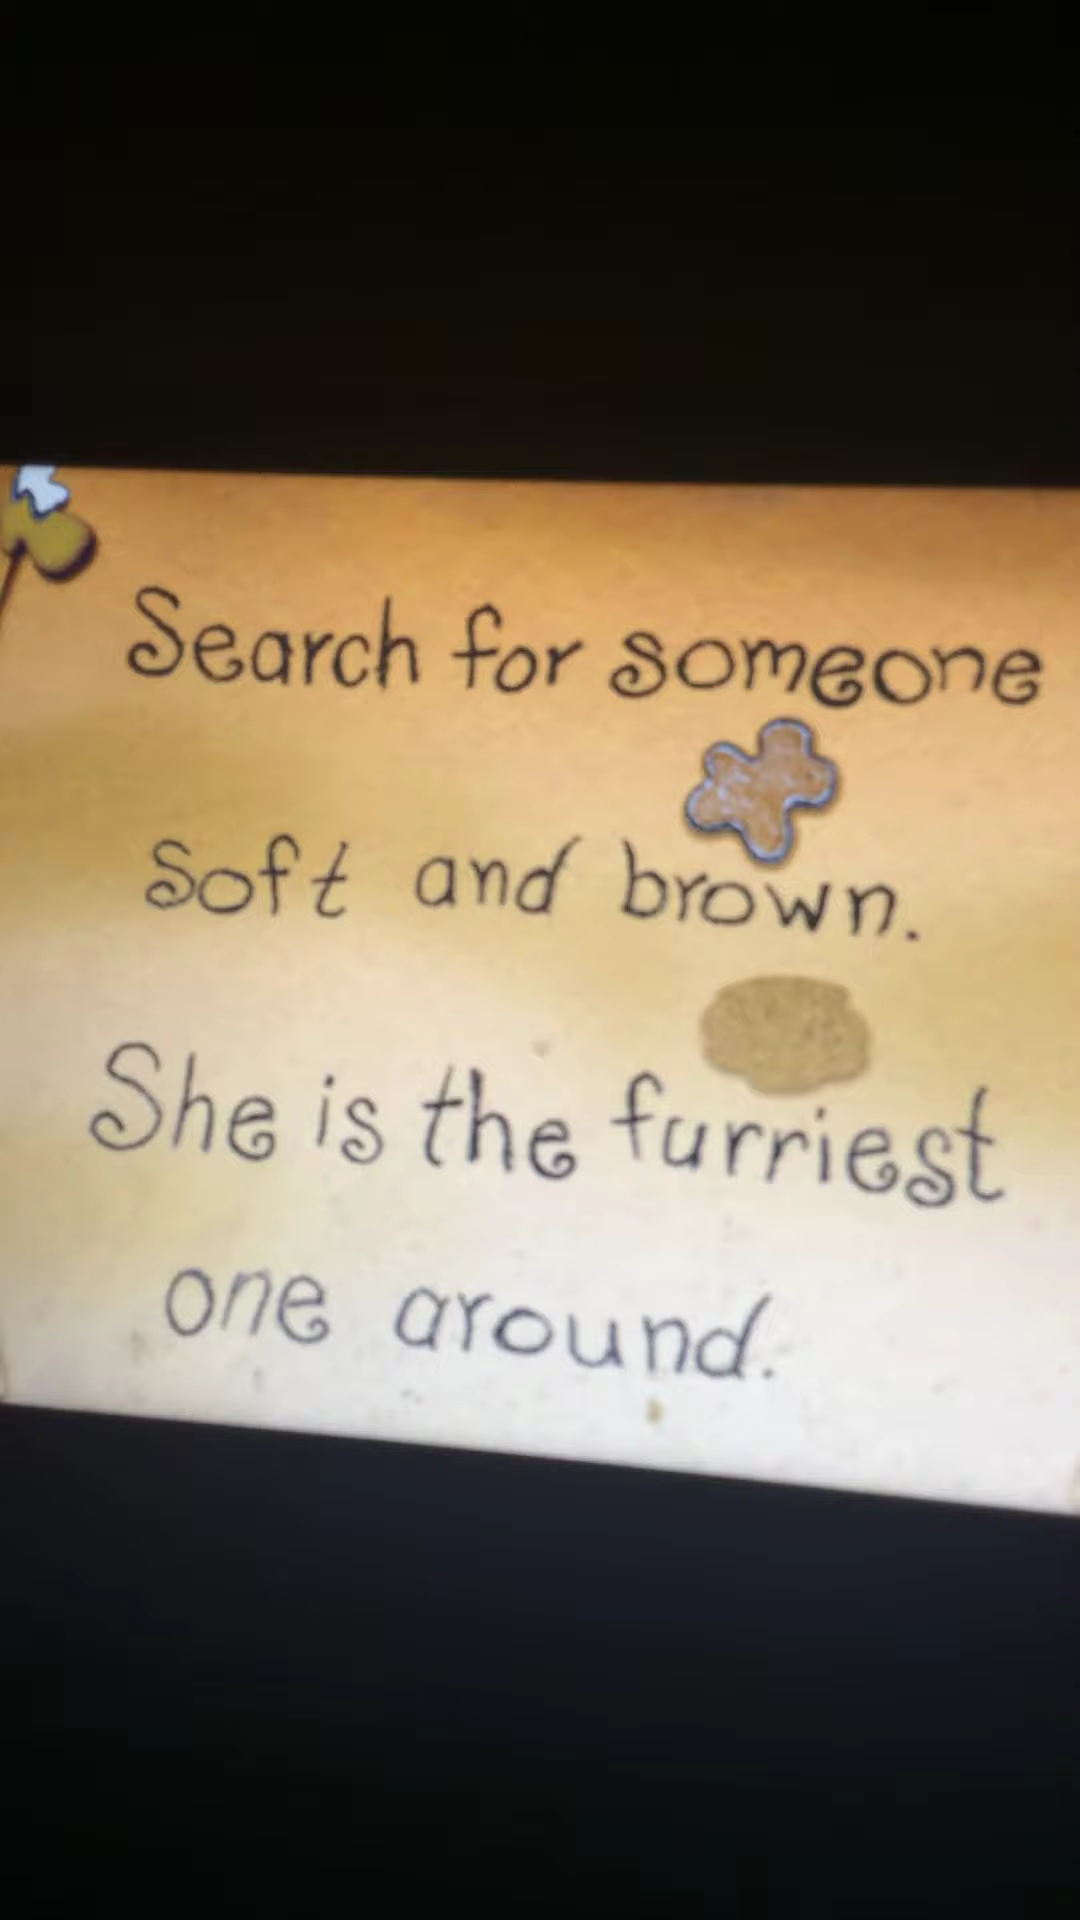 Search for someone
soft and brown.
She is the furriest
one around.